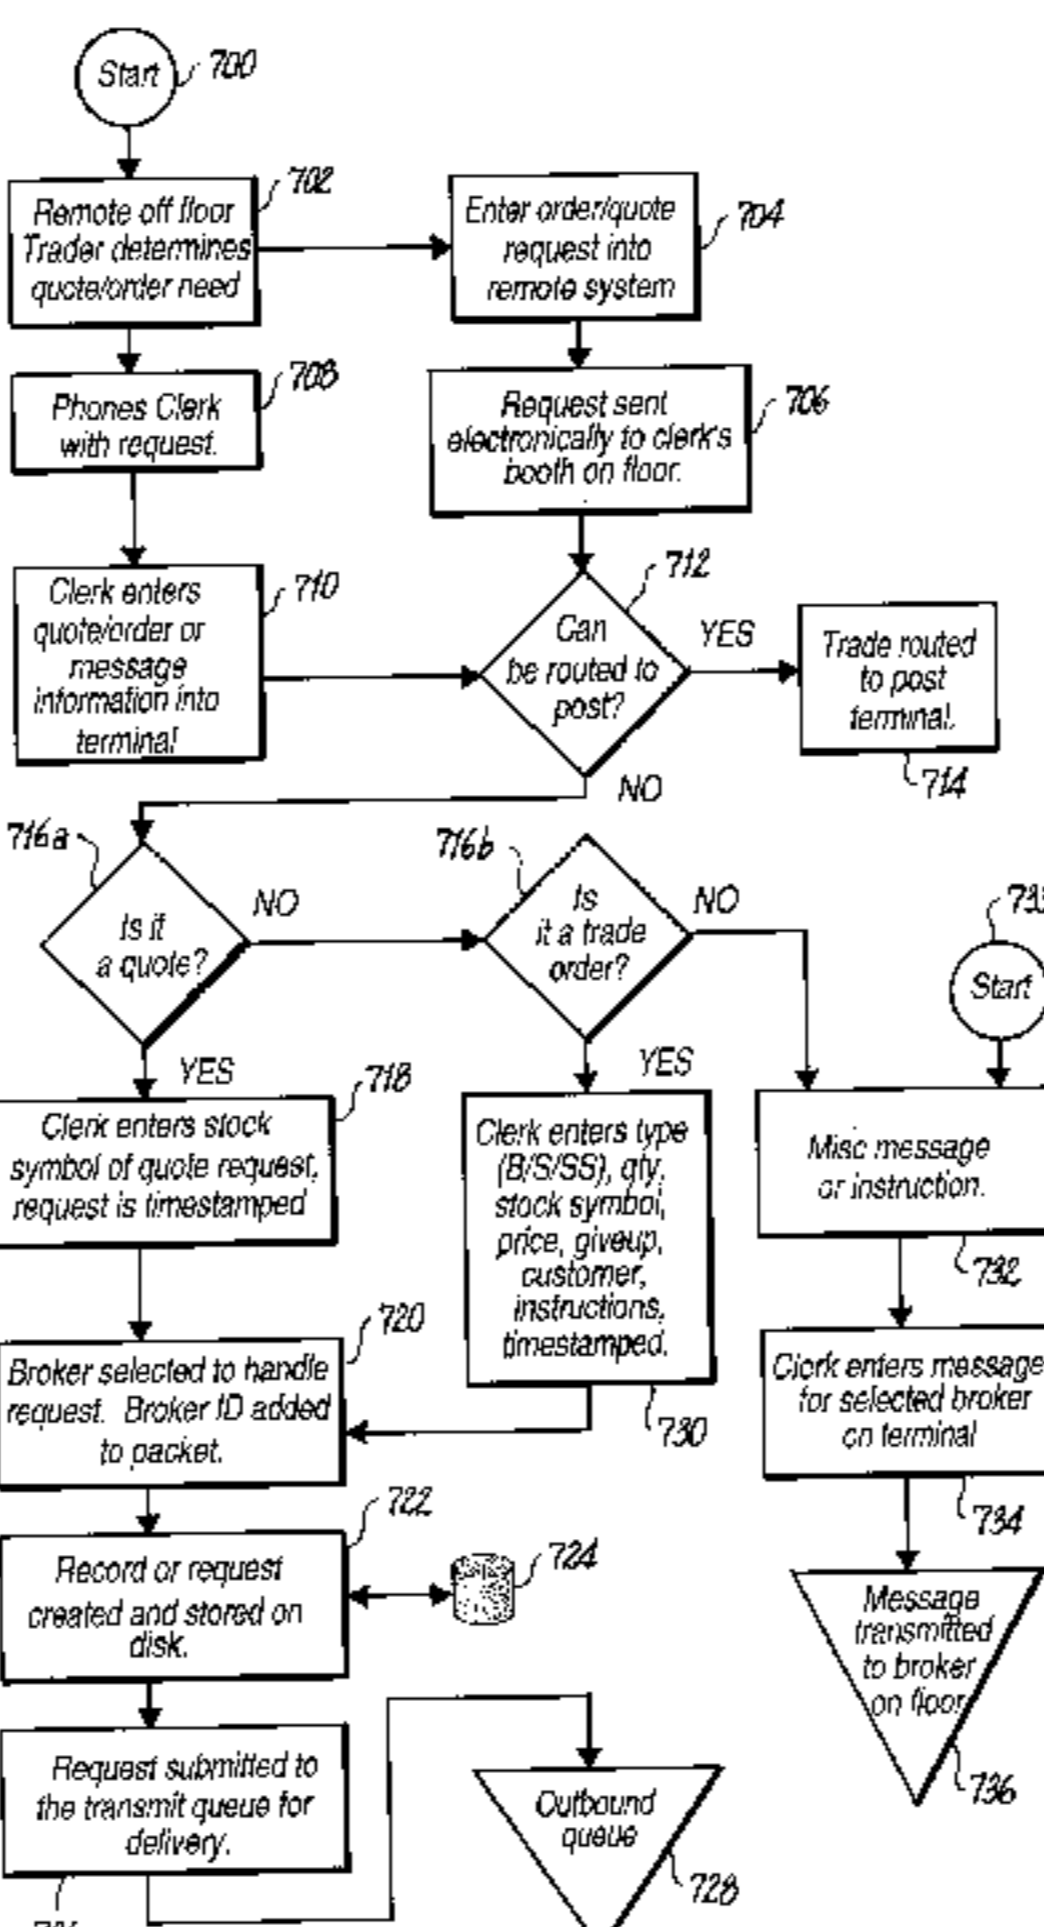 Start
700
702
Remote off floor
Trader determines
quote/order need
Enter order/quote
request into
remote system
704
708
Phones Clerk
with request.
Request sent
electronically to clerk's
booth on floor.
706
Clerk enters
quote/order or
message
information into
terminal
710
712
Can
be routed to
post?
YES
NO
Trade routed
to post
terminal.
714
716a
Is it
a quote?
NO
YES
716b
Is
it a trade
order?
NO
YES
Start
718
Clerk enters stock
symbol of quote request,
request is timestamped
Clerk enters type
(B/S/SS), qty,
stock symbol,
price, giveup,
customer,
instructions,
timestamped.
730
Misc message
or instruction.
732
720
Broker selected to handle
request. Broker ID added
to packet.
Clerk enters message
for selected broker
on terminal
734
722
Record or request
created and stored on
disk.
724
Message
transmitted
to broker
on floor
736
Request submitted to
the transmit queue for
delivery.
Outbound
queue
728